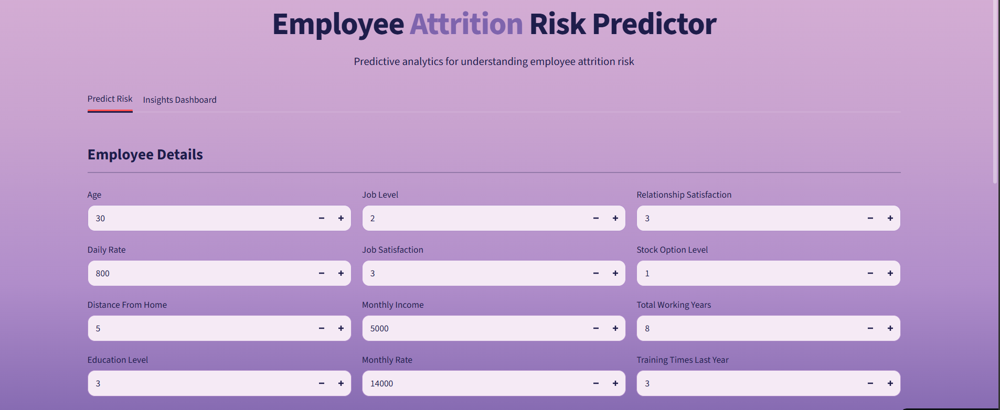 Employee Attrition Risk Predictor
Predictive analytics for understanding employee attrition risk
Predict Risk Insights Dashboard
Employee Details
Age Job Level Relationship Satisfaction
30 − + 2 − + 3 − +
Daily Rate Job Satisfaction Stock Option Level
800 − + 3 − + 1 − +
Distance From Home Monthly Income Total Working Years
5 − + 5000 − + 8 − +
Education Level Monthly Rate Training Times Last Year
3 − + 14000 − + 3 − +